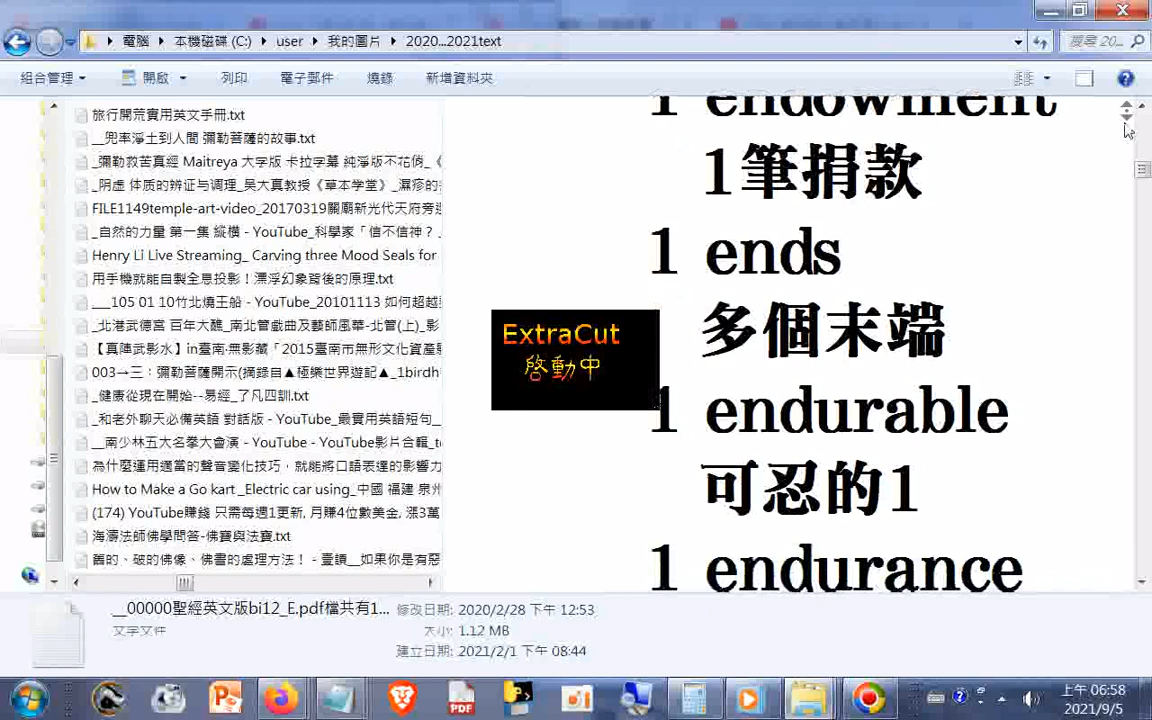 電腦 ▸ 本機磁碟 (C:) ▸ user ▸ 我的圖片 ▸ 2020...2021text
搜尋 20...
組合管理
開啟
列印
電子郵件
燒錄
新增資料夾
旅行開荒實用英文手冊.txt
__兜率淨土到人間 彌勒菩薩的故事.txt
_彌勒救苦真經 Maitreya 大字版 卡拉字幕 純淨版不花俏_《
_阴虚 体质的辨证与调理_吴大真教授《草本学堂》_濕疹的
FILE1149temple-art-video_20170319關廟新光代天府旁邊
_自然的力量 第一集 縱橫 - YouTube_科學家「信不信神？」
Henry Li Live Streaming_ Carving three Mood Seals for
用手機就能自製全息投影！漂浮幻象背後的原理.txt
___105 01 10竹北燒王船 - YouTube_20101113 如何超越
_北港武德宮 百年大醮_南北管戲曲及藝師風華-北管(上)_影
【真陣武影水】in臺南·無影藏「2015臺南市無形文化資產
003→三：彌勒菩薩開示(摘錄自▲極樂世界遊記▲_1birdh
_健康從現在開始--易經_了凡四訓.txt
_和老外聊天必備英語 對話版 - YouTube_最實用英語短句__
__南少林五大名拳大會演 - YouTube - YouTube影片合輯_t
為什麼運用適當的聲音變化技巧，就能將口語表達的影響力
How to Make a Go kart _Electric car using_中國 福建 泉州
(174) YouTube賺錢 只需每週1更新, 月賺4位數美金, 漲3萬
海濤法師佛學問答-佛寶與法寶.txt
舊的、破的佛像、佛書的處理方法！ - 壹讀__如果你是有惡
1 endowment
1筆捐款
1 ends
多個末端
1 endurable
可忍的1
1 endurance
ExtraCut
啓動中
__00000聖經英文版bi12_E.pdf檔共有1...
文字文件
修改日期: 2020/2/28 下午 12:53
大小: 1.12 MB
建立日期: 2021/2/1 下午 08:44
PDF
上午 06:58
2021/9/5